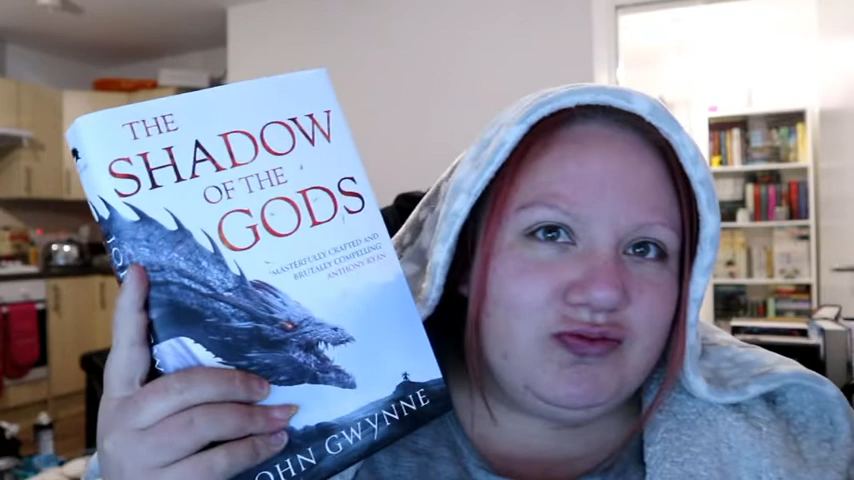 THE
SHADOW
OF THE
GODS
'MASTERFULLY CRAFTED AND
BRUTALLY COMPELLING'
ANTHONY RYAN
JOHN GWYNNE